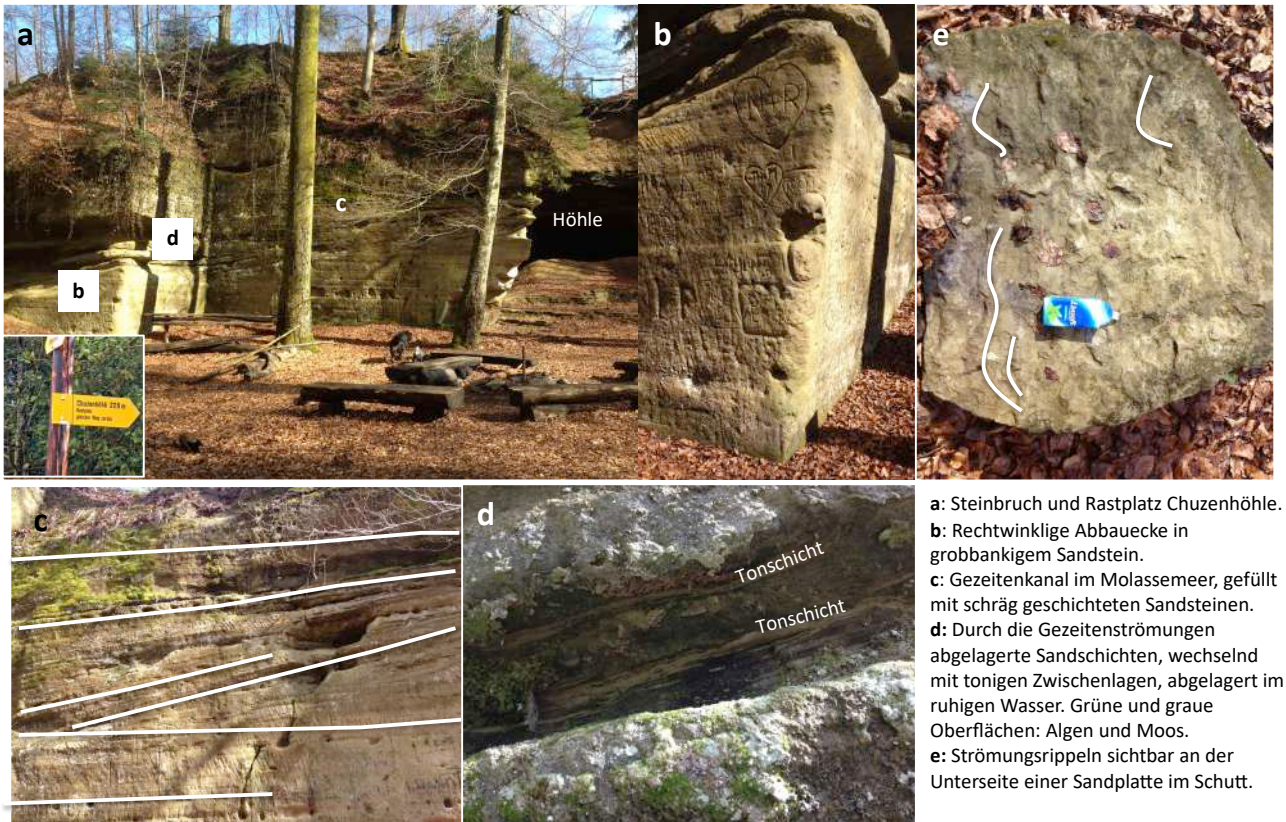 a
c
Höhle
d
b
Chuzenhöhle 220 m
b
N+R
e
c
d
Tonschicht
Tonschicht
a: Steinbruch und Rastplatz Chuzenhöhle.
b: Rechtwinklige Abbauecke in
grobbankigem Sandstein.
c: Gezeitenkanal im Molassemeer, gefüllt
mit schräg geschichteten Sandsteinen.
d: Durch die Gezeitenströmungen
abgelagerte Sandschichten, wechselnd
mit tonigen Zwischenlagen, abgelagert im
ruhigen Wasser. Grüne und graue
Oberflächen: Algen und Moos.
e: Strömungsrippeln sichtbar an der
Unterseite einer Sandplatte im Schutt.